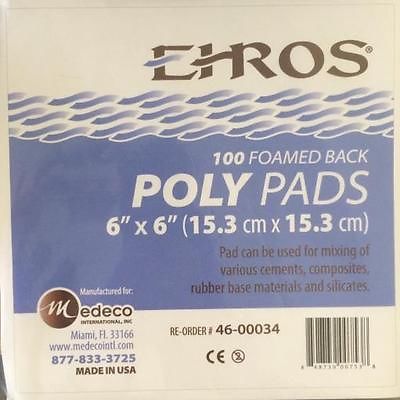 EHROS®
100 FOAMED BACK
POLY PADS
6” x 6” (15.3 cm x 15.3 cm)
Pad can be used for mixing of
various cements, composites,
rubber base materials and silicates.
Manufactured for:
Medeco
INTERNATIONAL, INC
Miami, Fl. 33166
www.medecointl.com
877-833-3725
MADE IN USA
RE-ORDER # 46-00034
CE